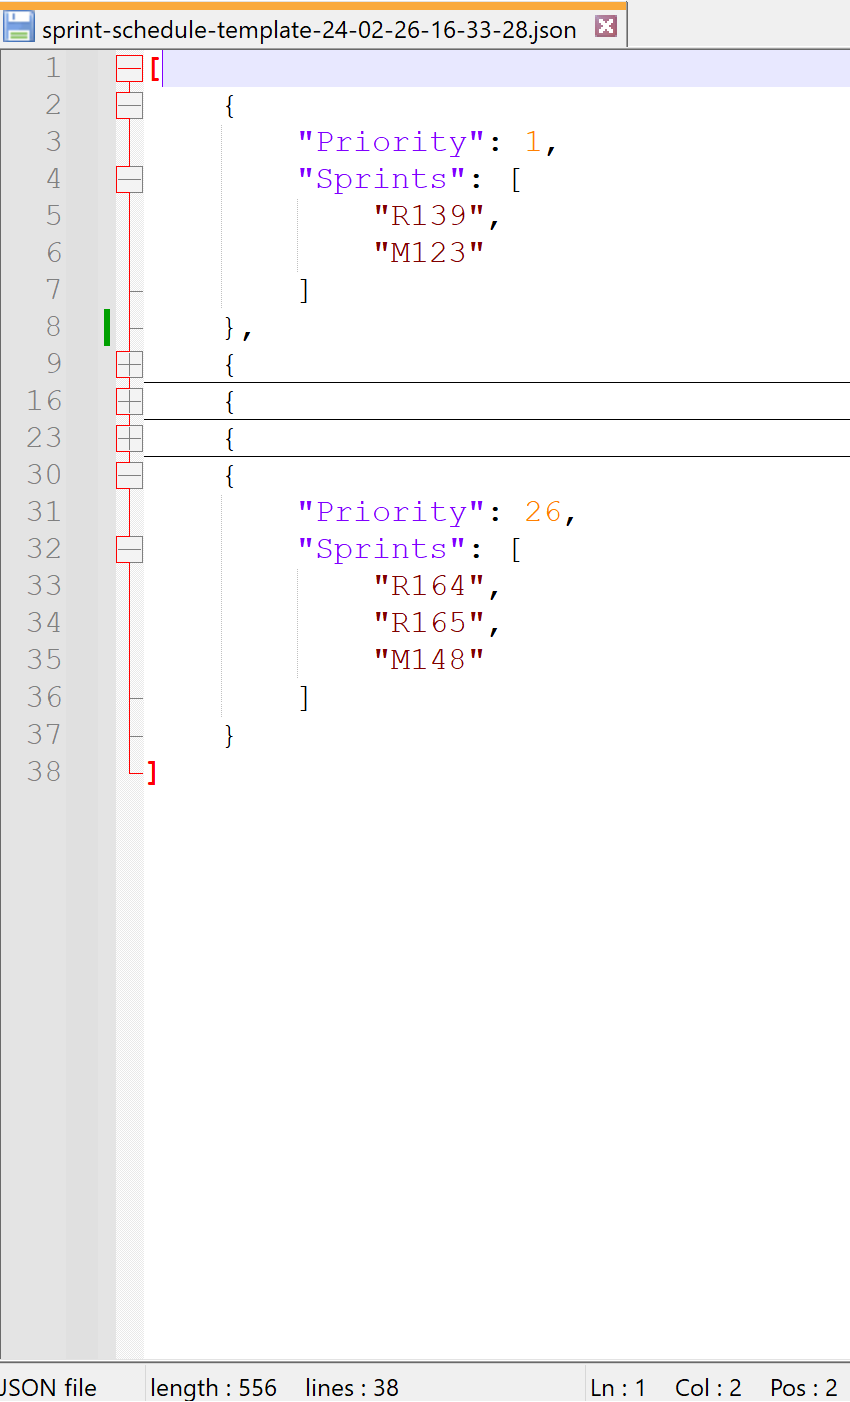 sprint-schedule-template-24-02-26-16-33-28.json
1 [
2 {
3 "Priority": 1,
4 "Sprints": [
5 "R139",
6 "M123"
7 ]
8 },
9 {
16 {
23 {
30 {
31 "Priority": 26,
32 "Sprints": [
33 "R164",
34 "R165",
35 "M148"
36 ]
37 }
38 ]
JSON file length : 556 lines : 38 Ln : 1 Col : 2 Pos : 2